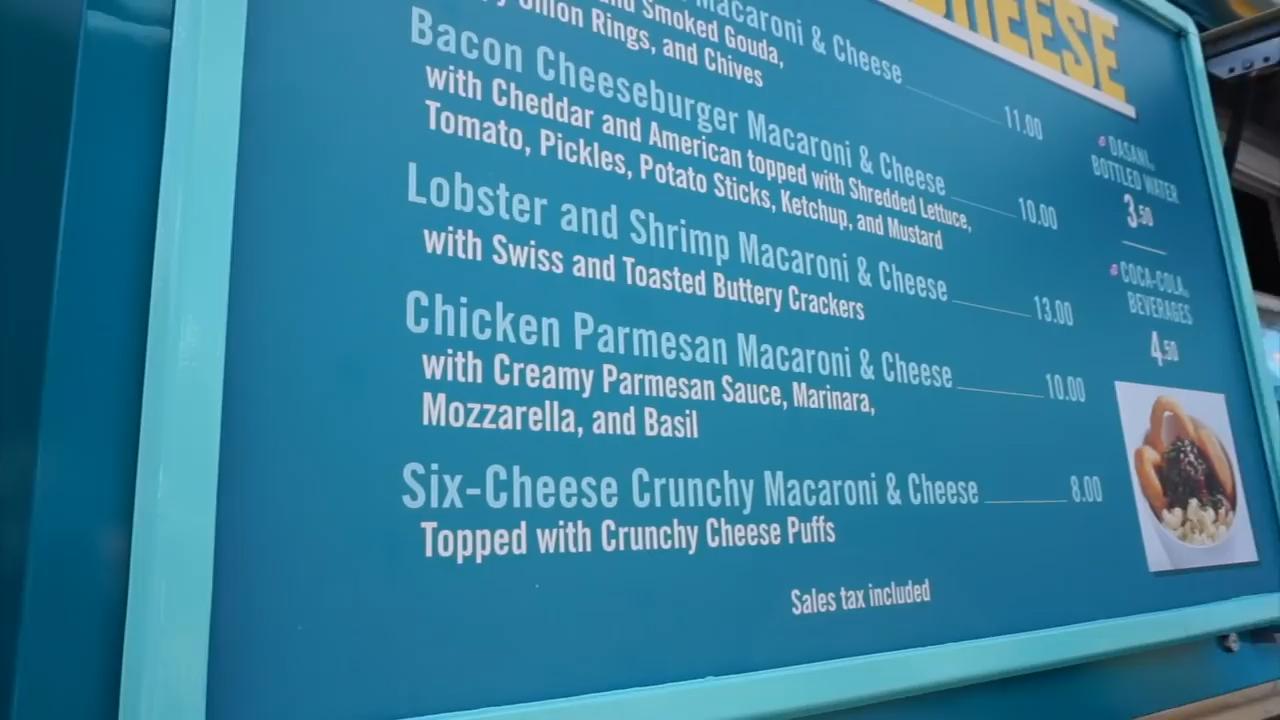 CHEESE
Macaroni & Cheese 11.00
and Smoked Gouda,
Onion Rings, and Chives
Bacon Cheeseburger Macaroni & Cheese 10.00
with Cheddar and American topped with Shredded Lettuce,
Tomato, Pickles, Potato Sticks, Ketchup, and Mustard
Lobster and Shrimp Macaroni & Cheese 13.00
with Swiss and Toasted Buttery Crackers
Chicken Parmesan Macaroni & Cheese 10.00
with Creamy Parmesan Sauce, Marinara,
Mozzarella, and Basil
Six-Cheese Crunchy Macaroni & Cheese 8.00
Topped with Crunchy Cheese Puffs
Sales tax included
DASANI
BOTTLED WATER
3.50
COCA-COLA
BEVERAGES
4.50